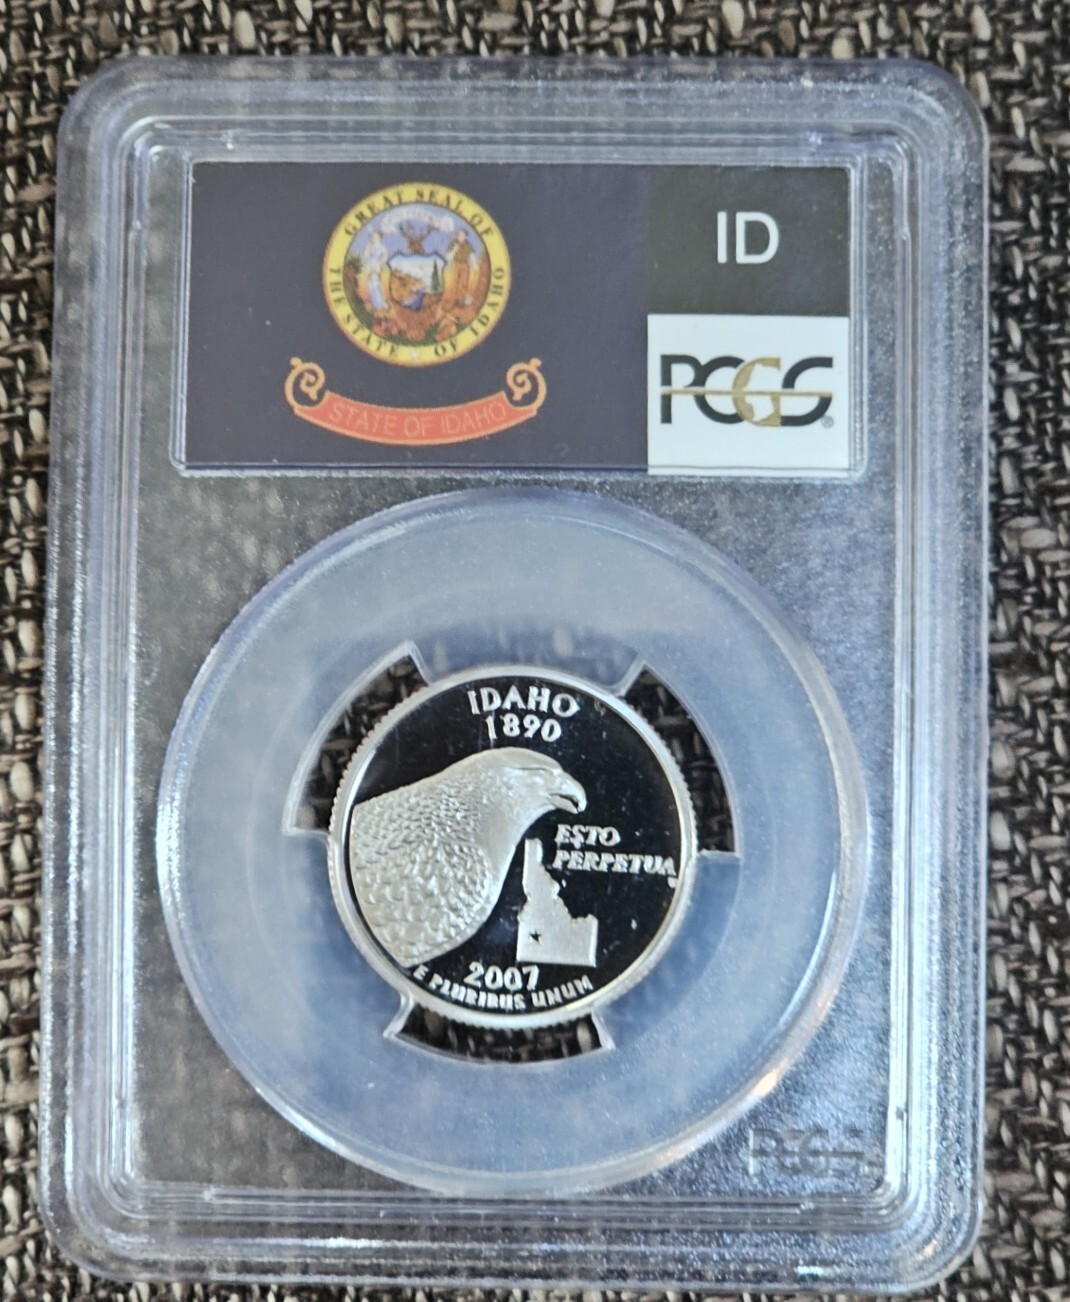 GREAT SEAL OF
THE STATE OF IDAHO
STATE OF IDAHO
ID
PCGS®
IDAHO
1890
ESTO
PERPETUA
2007
E PLURIBUS UNUM
PCGS